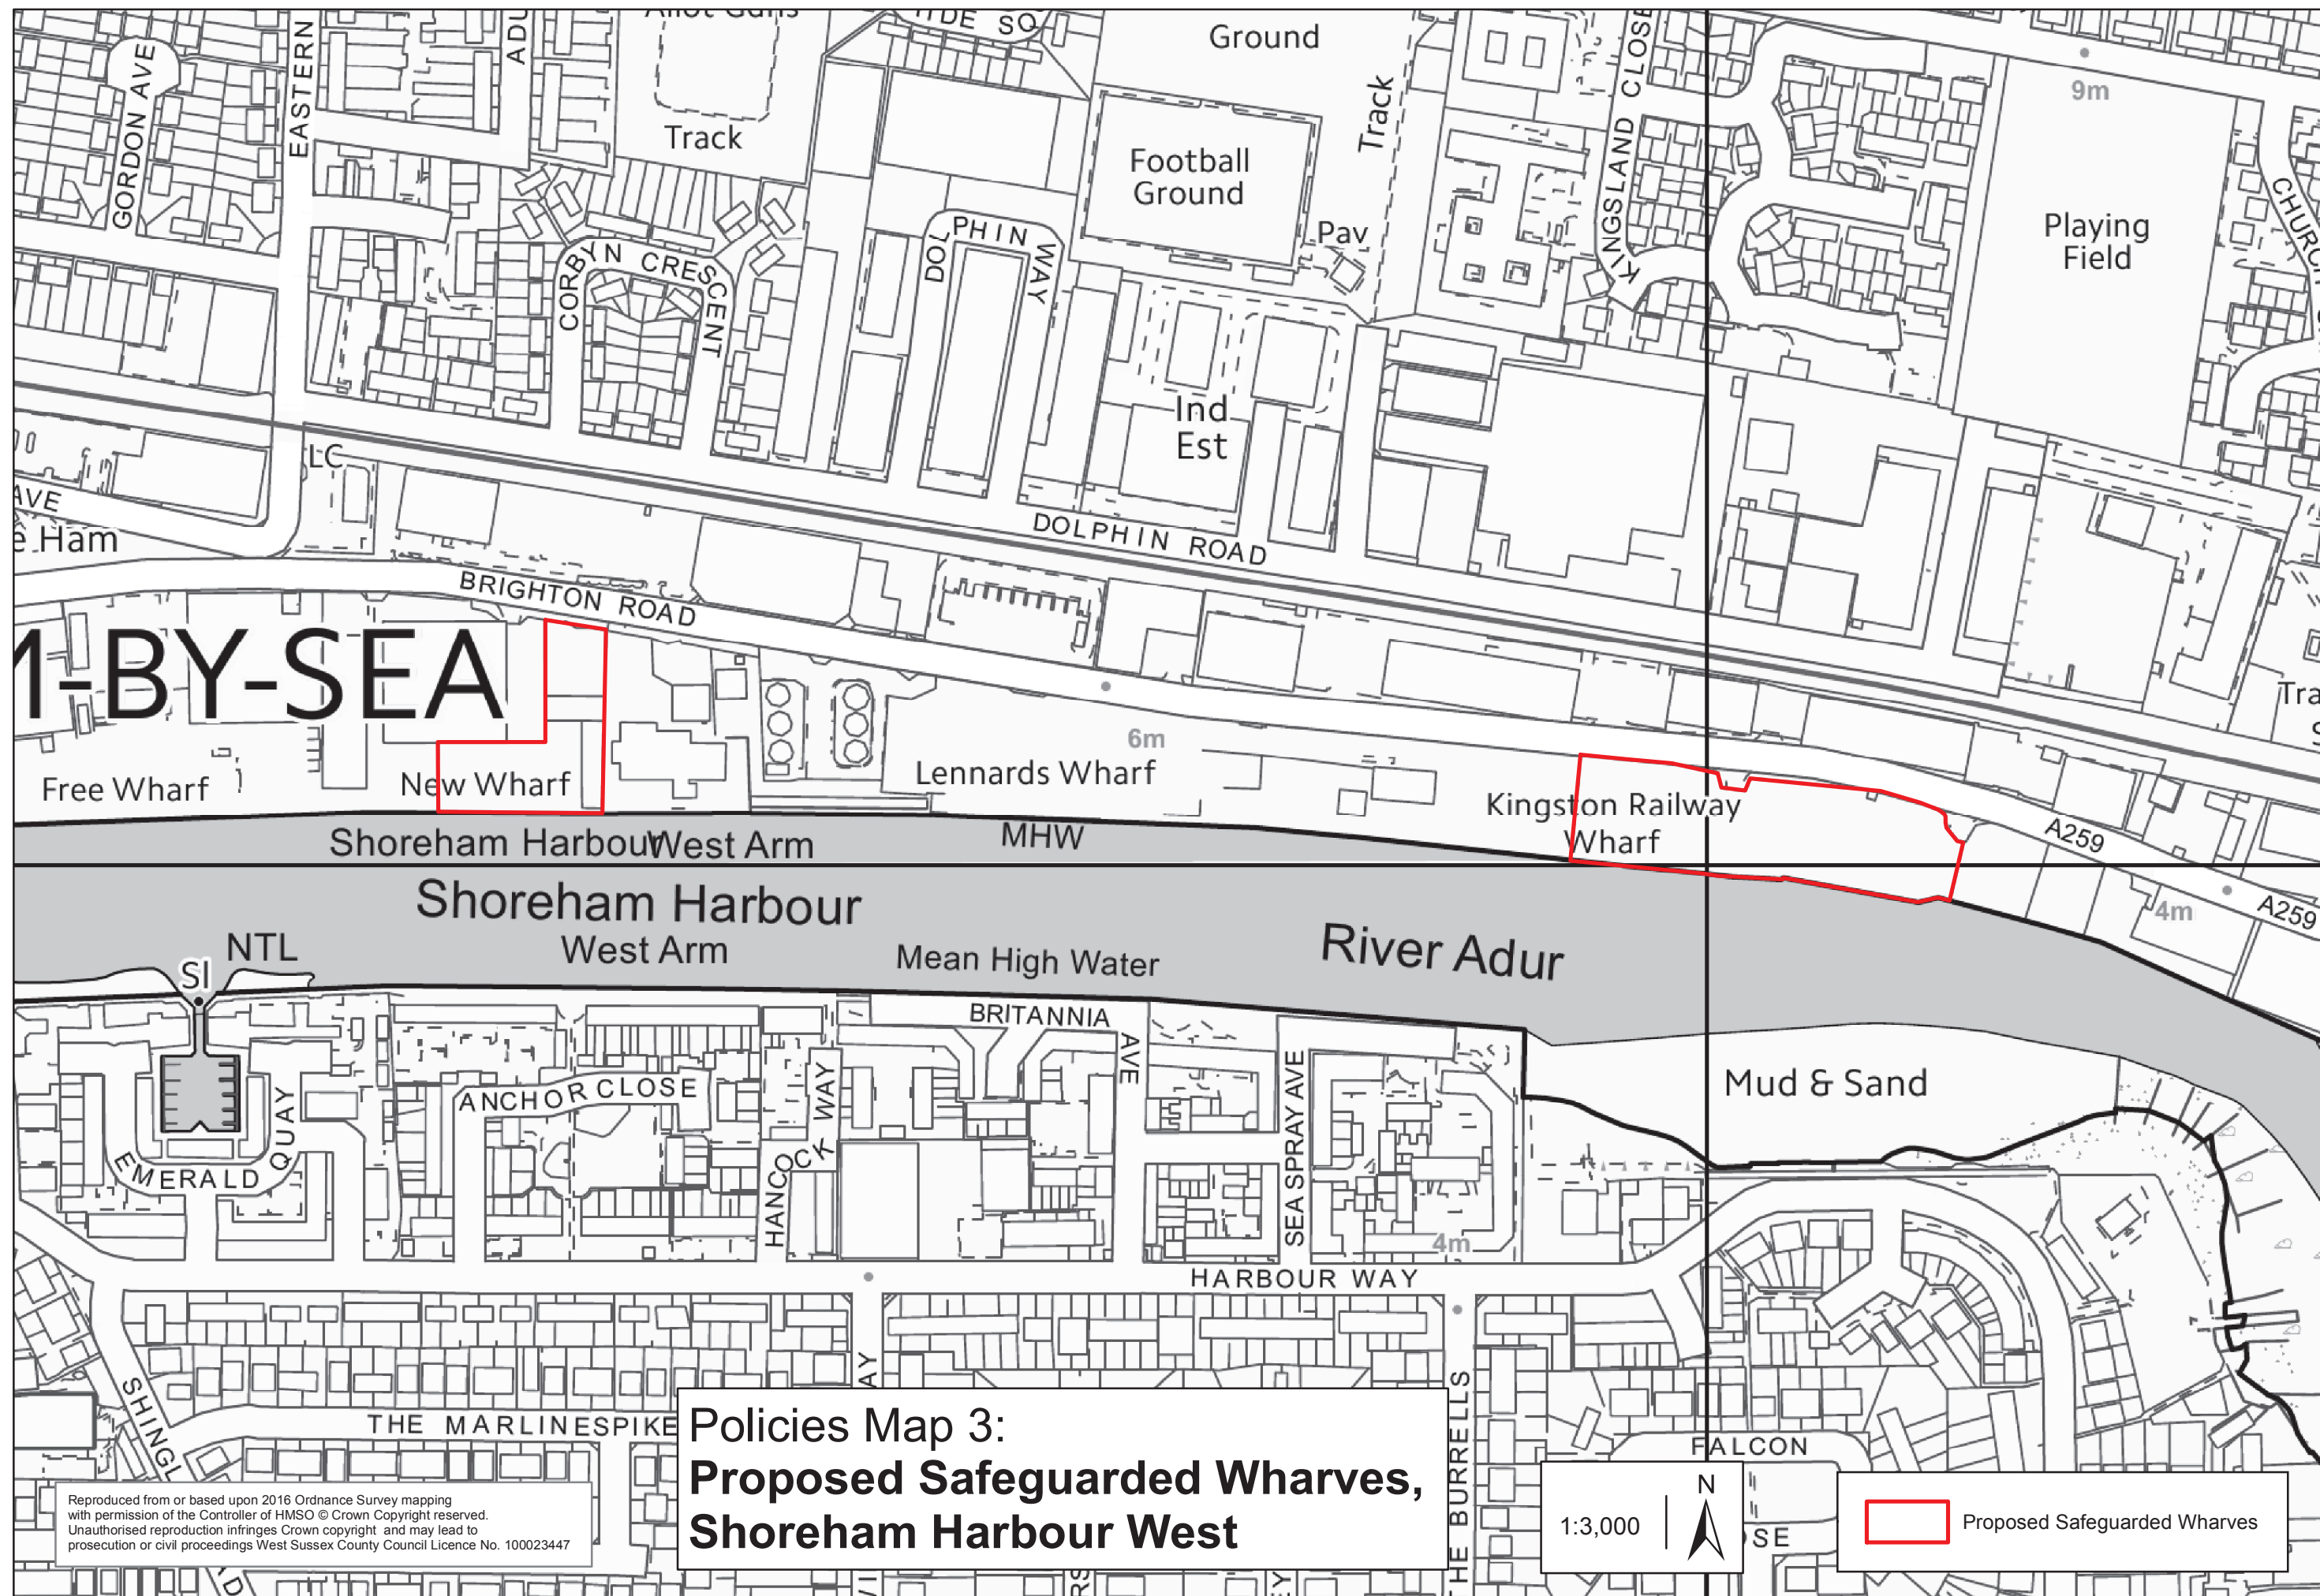 GORDON AVE
EASTERN
ADU
Track
SQ
Ground
Football
Ground
Track
Pav
KINGSLAND CLOSE
9m
Playing
Field
CORBYN CRESCENT
DOLPHIN WAY
Ind
Est
LC
AVE
Ham
DOLPHIN ROAD
BRIGHTON ROAD
M-BY-SEA
6m
Free Wharf
New Wharf
Lennards Wharf
Kingston Railway
Wharf
A259
4m
A259
Shoreham Harbour
West Arm
MHW
Shoreham Harbour
West Arm
Mean High Water
River Adur
NTL
Sl
BRITANNIA
AVE
Mud & Sand
ANCHOR CLOSE
HANCOCK WAY
SEA SPRAY AVE
EMERALD QUAY
4m
HARBOUR WAY
THE MARLINESPIKE
THE BURRELLS
FALCON
Policies Map 3:
Proposed Safeguarded Wharves,
Shoreham Harbour West
Reproduced from or based upon 2016 Ordnance Survey mapping
with permission of the Controller of HMSO © Crown Copyright reserved.
Unauthorised reproduction infringes Crown copyright and may lead to
prosecution or civil proceedings West Sussex County Council Licence No. 100023447
1:3,000
N
Proposed Safeguarded Wharves